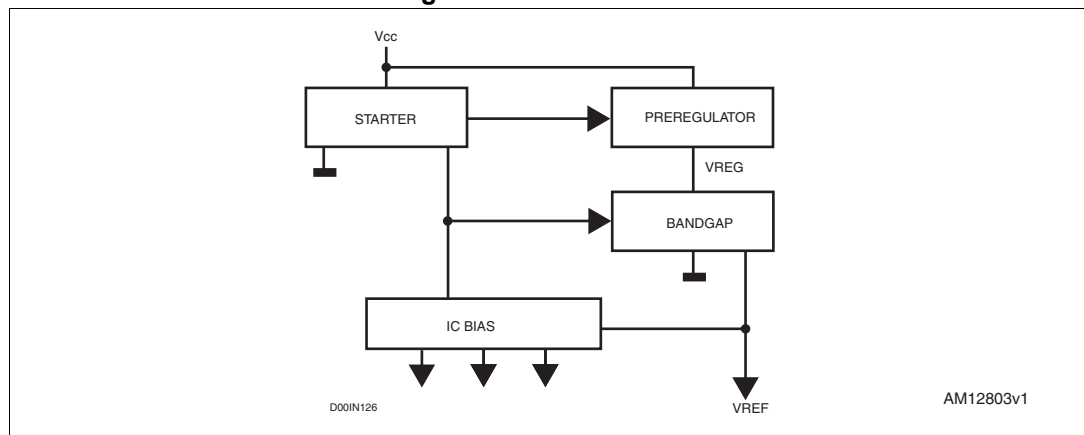 Vcc
STARTER
PREREGULATOR
VREG
BANDGAP
IC BIAS
D00IN126
VREF
AM12803v1